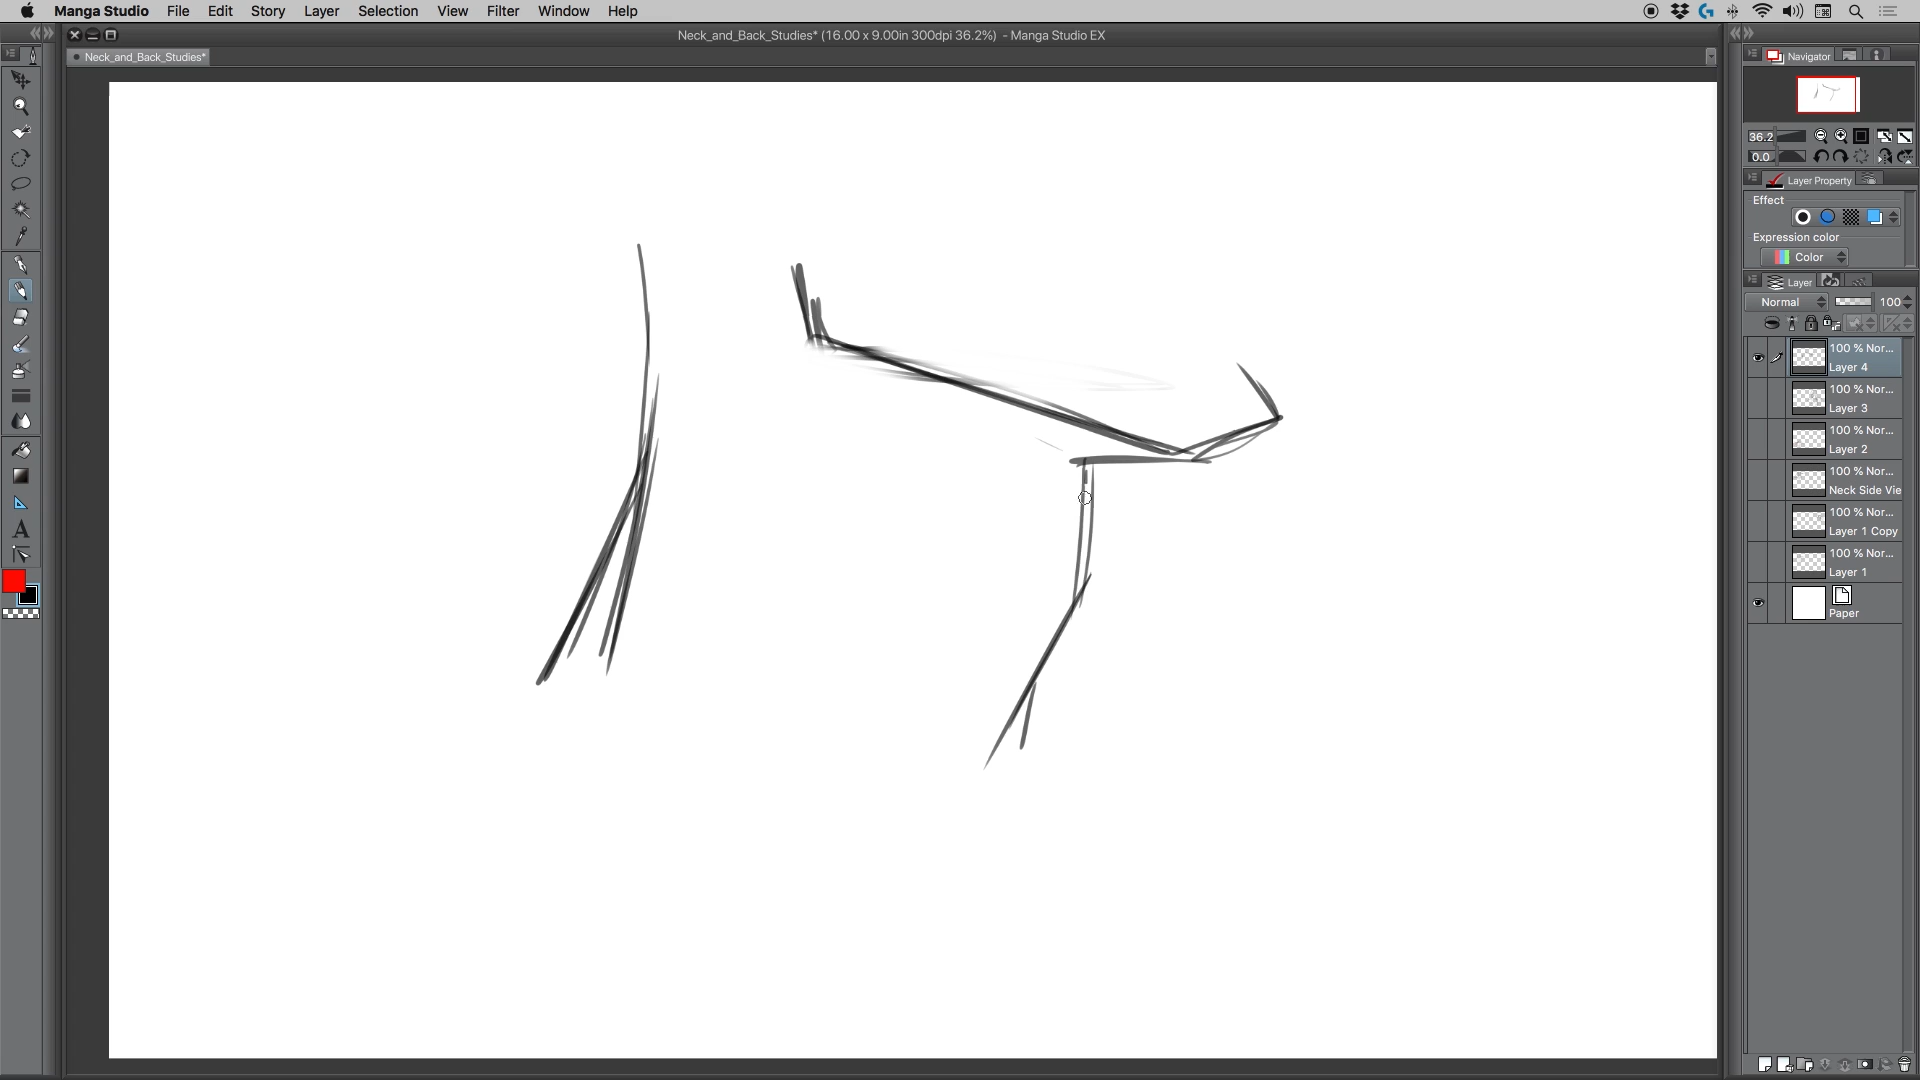 Manga Studio File Edit Story Layer Selection View Filter Window Help
Neck_and_Back_Studies* (16.00 x 9.00in 300dpi 36.2%) - Manga Studio EX
Neck_and_Back_Studies*
Navigator
36.2
0.0
Layer Property
Effect
Expression color
Color
Layer
Normal 100
100 % Nor...
Layer 4
100 % Nor...
Layer 3
100 % Nor...
Layer 2
100 % Nor...
Neck Side Vie
100 % Nor...
Layer 1 Copy
100 % Nor...
Layer 1
Paper